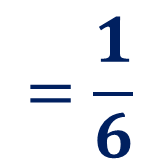 = 1/6